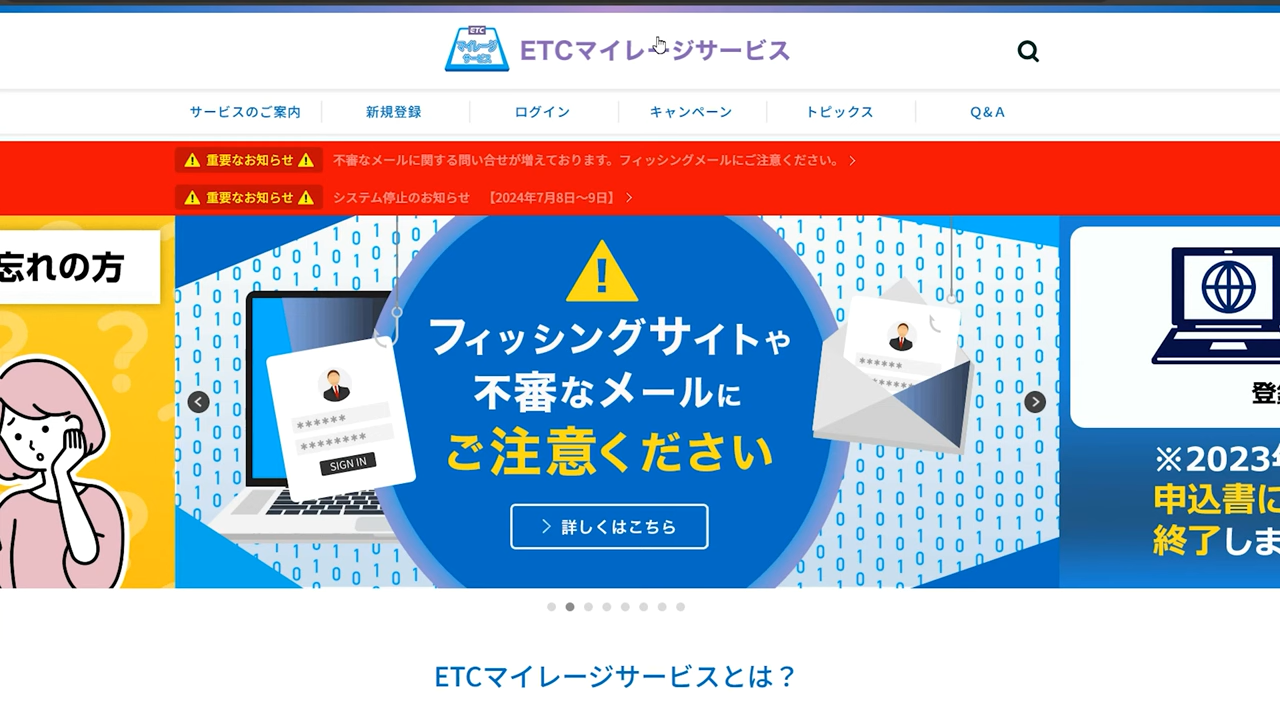 ETC
マイレージ
サービス
ETCマイレージサービス
サービスのご案内
新規登録
ログイン
キャンペーン
トピックス
Q&A
重要なお知らせ
不審なメールに関する問い合せが増えております。フィッシングメールにご注意ください。
重要なお知らせ
システム停止のお知らせ 【2024年7月8日〜9日】
忘れの方
フィッシングサイトや
不審なメールに
ご注意ください
詳しくはこちら
******
********
SIGN IN
******
※2023年
申込書に
終了しま
ETCマイレージサービスとは？